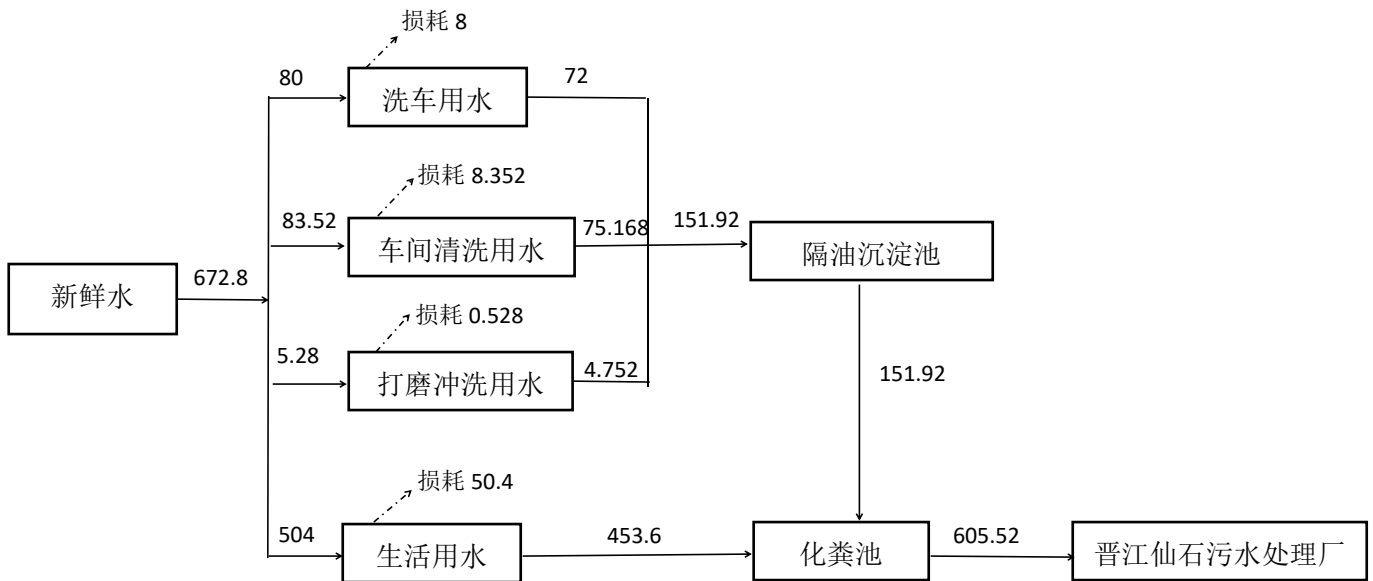 损耗 8
80
洗车用水
72
损耗 8.352
83.52
车间清洗用水
75.168
151.92
隔油沉淀池
新鲜水
672.8
损耗 0.528
5.28
打磨冲洗用水
4.752
151.92
损耗 50.4
504
生活用水
453.6
化粪池
605.52
晋江仙石污水处理厂